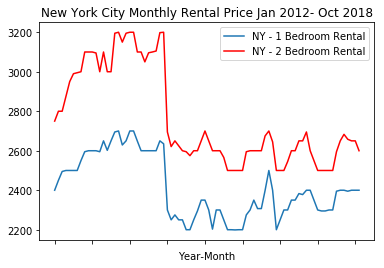 New York City Monthly Rental Price Jan 2012- Oct 2018
NY - 1 Bedroom Rental
NY - 2 Bedroom Rental
3200
3000
2800
2600
2400
2200
Year-Month